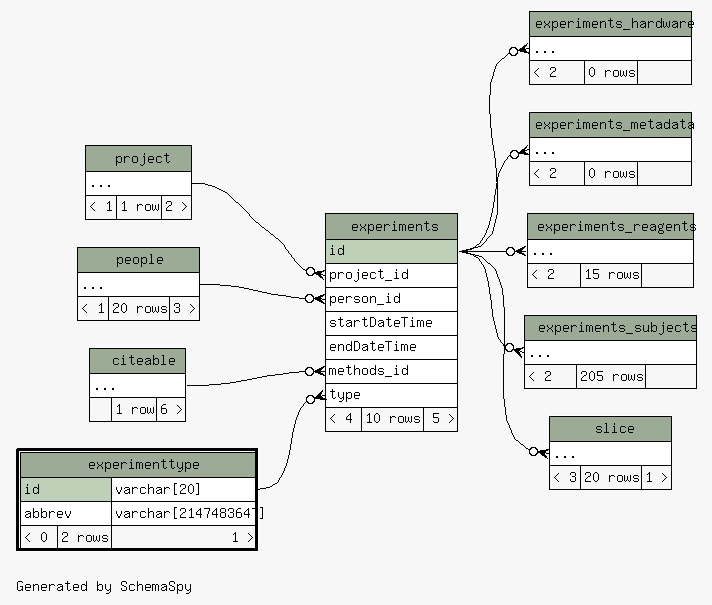 project
...
< 1 1 row 2 >
people
...
< 1 20 rows 3 >
citeable
...
1 row 6 >
experimenttype
id varchar[20]
abbrev varchar[2147483647]
< 0 2 rows 1 >
experiments
id
project_id
person_id
startDateTime
endDateTime
methods_id
type
< 4 10 rows 5 >
experiments_hardware
...
< 2 0 rows
experiments_metadata
...
< 2 0 rows
experiments_reagents
...
< 2 15 rows
experiments_subjects
...
< 2 205 rows
slice
...
< 3 20 rows 1 >
Generated by SchemaSpy